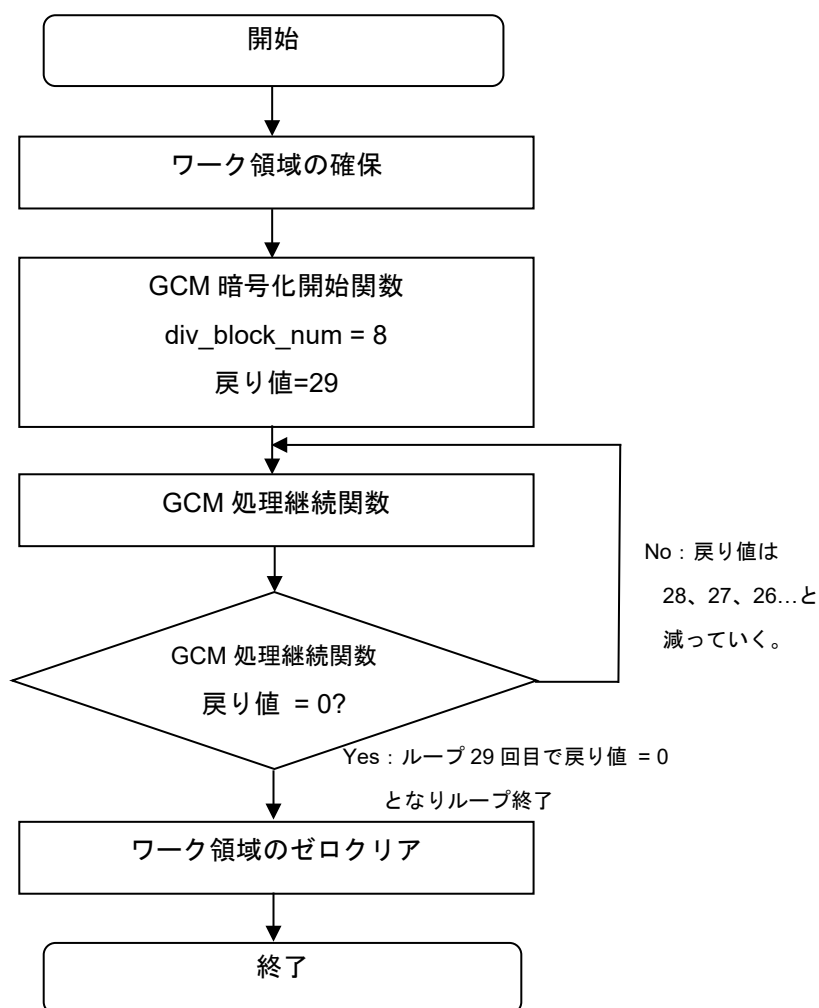 開始
ワーク領域の確保
GCM 暗号化開始関数
div_block_num = 8
戻り値=29
GCM 処理継続関数
No：戻り値は
28、27、26…と
減っていく。
GCM 処理継続関数
戻り値 = 0?
Yes：ループ 29 回目で戻り値 = 0
となりループ終了
ワーク領域のゼロクリア
終了